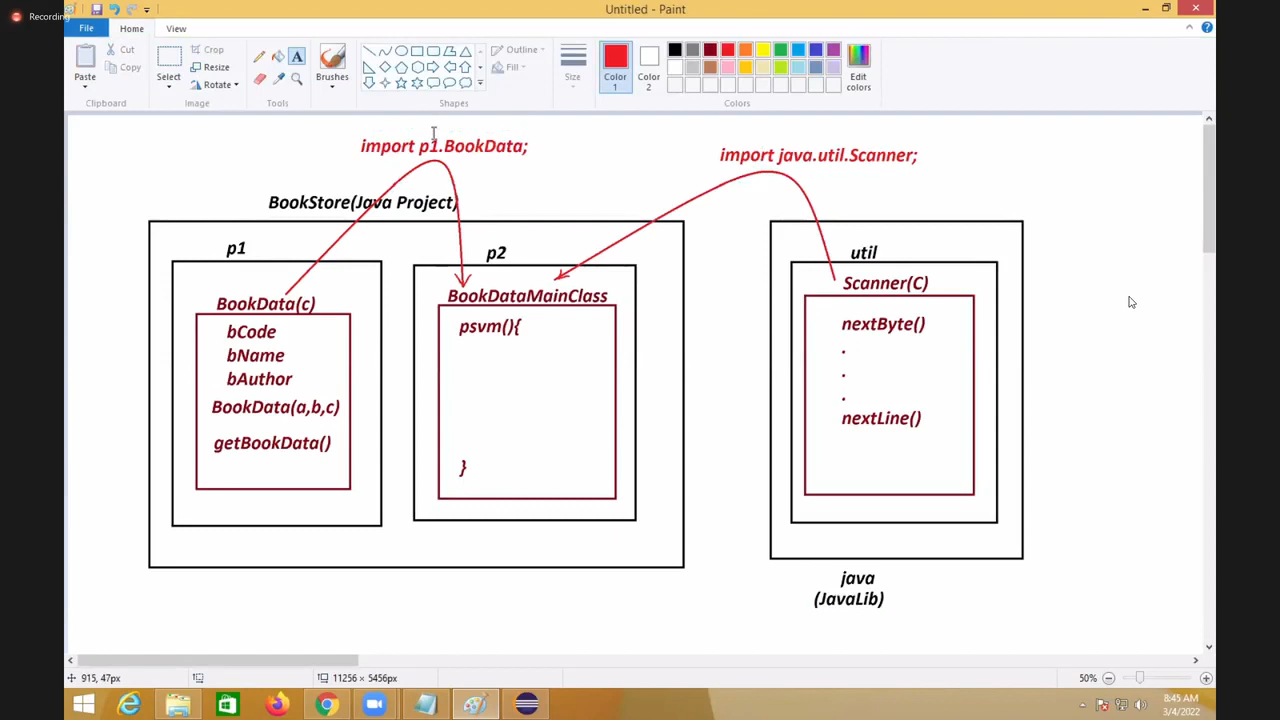 Recording
Untitled - Paint
File
Home
View
Paste
Cut
Copy
Clipboard
Select
Crop
Resize
Rotate
Image
Tools
Brushes
Outline
Fill
Shapes
Size
Color
1
Color
2
Edit
colors
Colors
import p1.BookData;
import java.util.Scanner;
BookStore(Java Project)
p1
p2
util
BookData(c)
BookDataMainClass
Scanner(C)
bCode
bName
bAuthor
BookData(a,b,c)
getBookData()
psvm(){
}
nextByte()
.
.
.
nextLine()
java
(JavaLib)
915, 47px
11256 × 5456px
50%
8:45 AM
3/4/2022